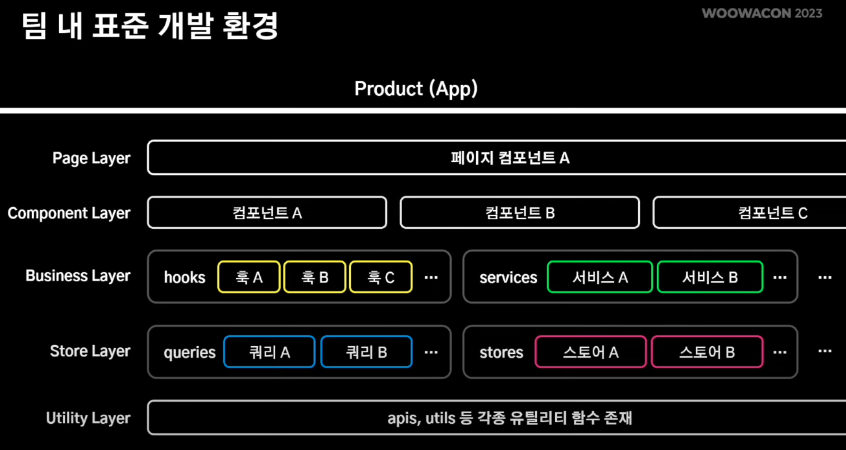 팀 내 표준 개발 환경
WOOWACON 2023
Product (App)
Page Layer 페이지 컴포넌트 A
Component Layer 컴포넌트 A 컴포넌트 B 컴포넌트 C
Business Layer hooks 훅 A 훅 B 훅 C ··· services 서비스 A 서비스 B ··· ···
Store Layer queries 쿼리 A 쿼리 B ··· stores 스토어 A 스토어 B ··· ···
Utility Layer apis, utils 등 각종 유틸리티 함수 존재